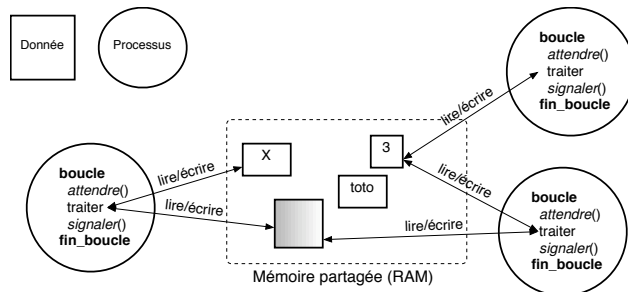 Donnée
Processus
boucle
attendre()
traiter
signaler()
fin_boucle
lire/écrire
X
3
toto
boucle
attendre()
traiter
signaler()
fin_boucle
lire/écrire
lire/écrire
lire/écrire
lire/écrire
boucle
attendre()
traiter
signaler()
fin_boucle
Mémoire partagée (RAM)